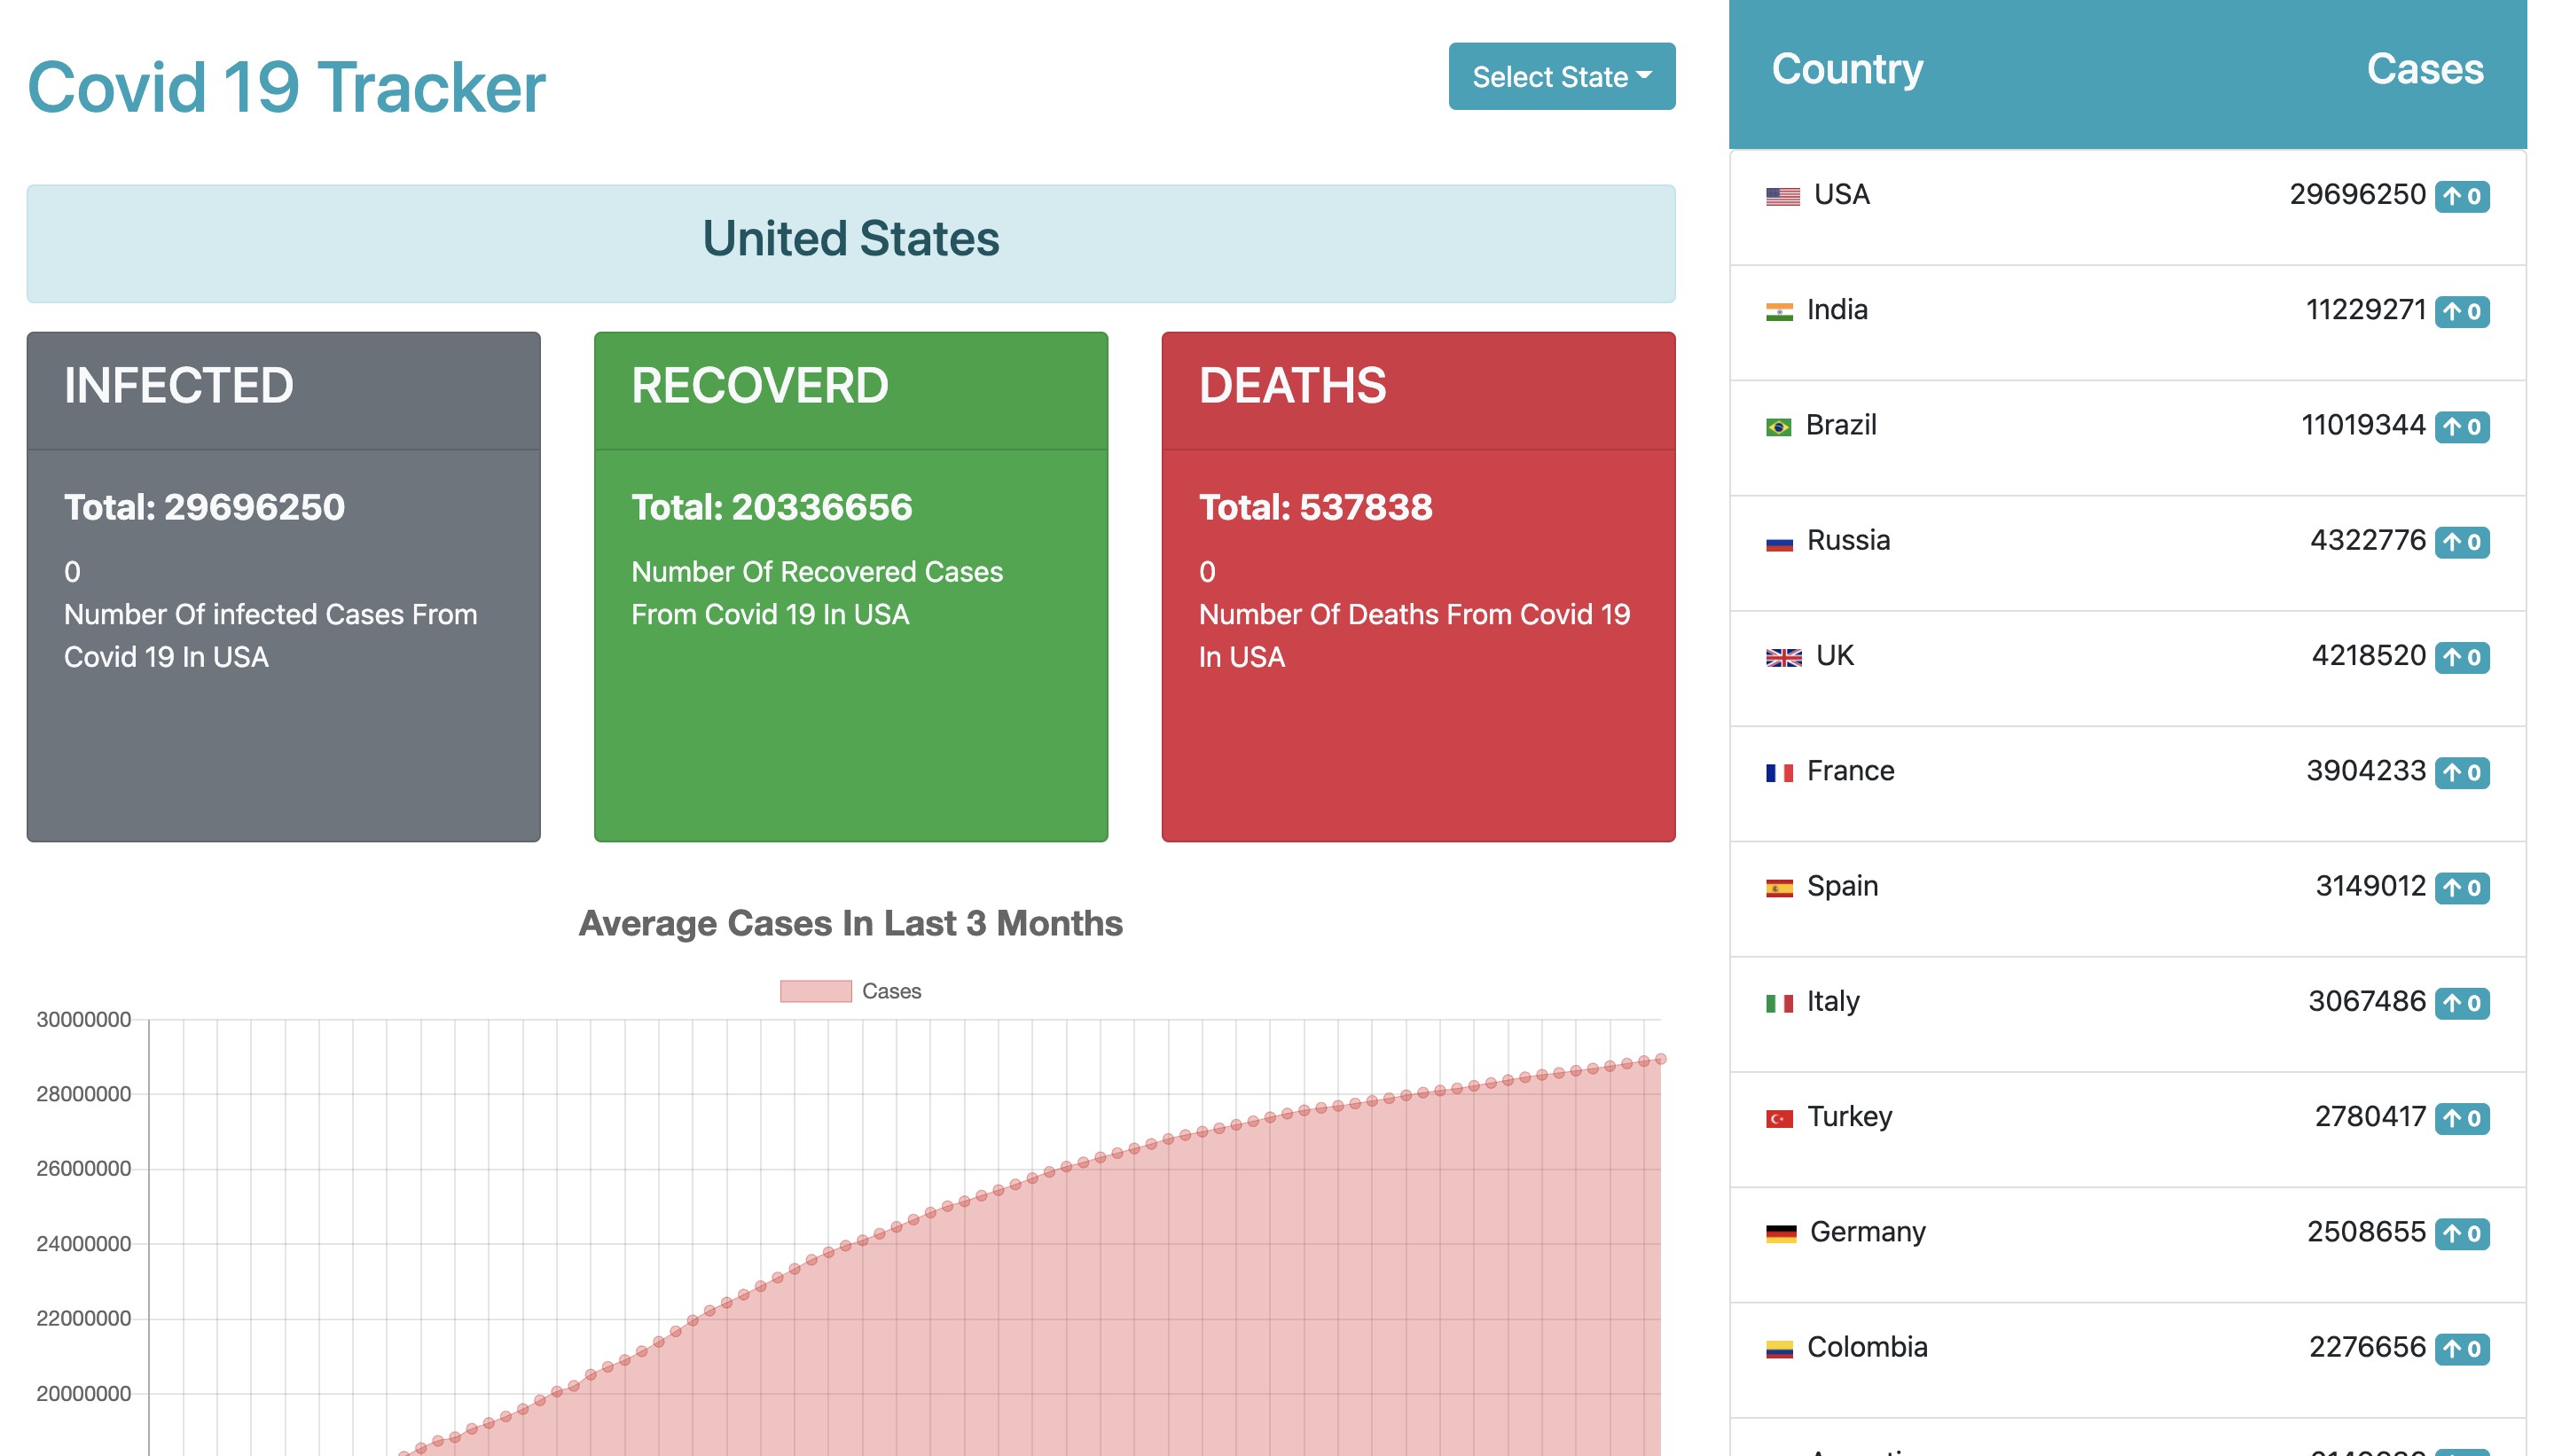 Covid 19 Tracker
Select State
United States
INFECTED
Total: 29696250
0
Number Of infected Cases From
Covid 19 In USA
RECOVERD
Total: 20336656
Number Of Recovered Cases
From Covid 19 In USA
DEATHS
Total: 537838
0
Number Of Deaths From Covid 19
In USA
Average Cases In Last 3 Months
Cases
30000000
28000000
26000000
24000000
22000000
20000000
Country Cases
USA 29696250 ↑ 0
India 11229271 ↑ 0
Brazil 11019344 ↑ 0
Russia 4322776 ↑ 0
UK 4218520 ↑ 0
France 3904233 ↑ 0
Spain 3149012 ↑ 0
Italy 3067486 ↑ 0
Turkey 2780417 ↑ 0
Germany 2508655 ↑ 0
Colombia 2276656 ↑ 0